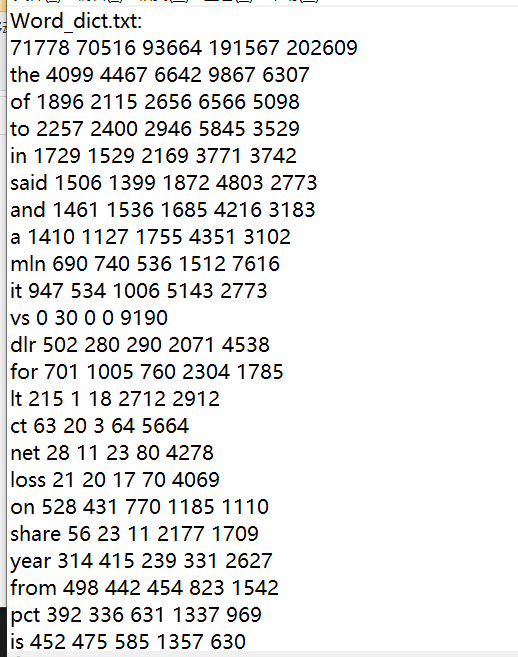 Word_dict.txt:
71778 70516 93664 191567 202609
the 4099 4467 6642 9867 6307
of 1896 2115 2656 6566 5098
to 2257 2400 2946 5845 3529
in 1729 1529 2169 3771 3742
said 1506 1399 1872 4803 2773
and 1461 1536 1685 4216 3183
a 1410 1127 1755 4351 3102
mln 690 740 536 1512 7616
it 947 534 1006 5143 2773
vs 0 30 0 0 9190
dlr 502 280 290 2071 4538
for 701 1005 760 2304 1785
lt 215 1 18 2712 2912
ct 63 20 3 64 5664
net 28 11 23 80 4278
loss 21 20 17 70 4069
on 528 431 770 1185 1110
share 56 23 11 2177 1709
year 314 415 239 331 2627
from 498 442 454 823 1542
pct 392 336 631 1337 969
is 452 475 585 1357 630